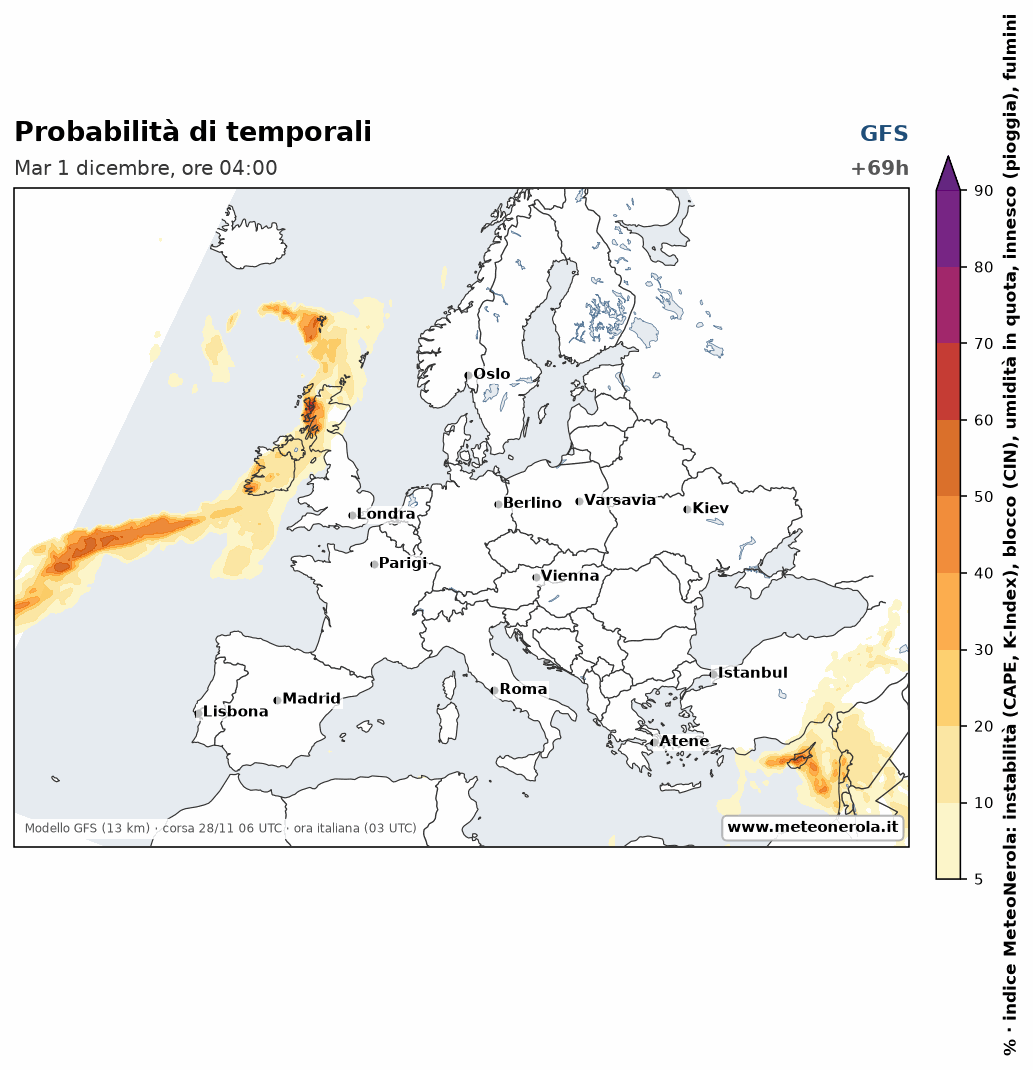 Probabilità di temporali
GFS
Mar 1 dicembre, ore 04:00
+69h
Oslo
Londra
Berlino
Varsavia
Kiev
Parigi
Vienna
Istanbul
Roma
Madrid
Lisbona
Atene
Modello GFS (13 km) · corsa 28/11 06 UTC · ora italiana (03 UTC)
www.meteonerola.it
90
80
70
60
50
40
30
20
10
5
% · indice MeteoNerola: instabilità (CAPE, K-Index), blocco (CIN), umidità in quota, innesco (pioggia), fulmini